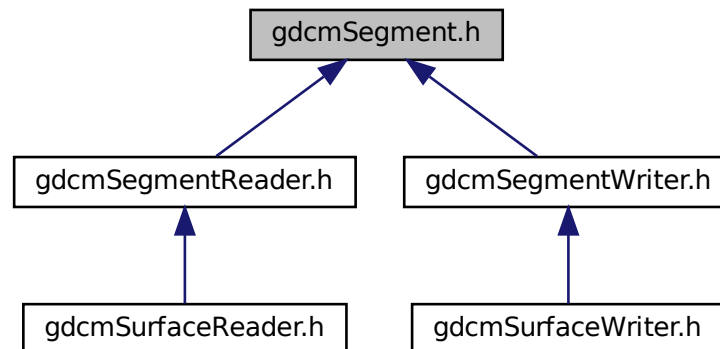 gdcmSegment.h
gdcmSegmentReader.h
gdcmSegmentWriter.h
gdcmSurfaceReader.h
gdcmSurfaceWriter.h